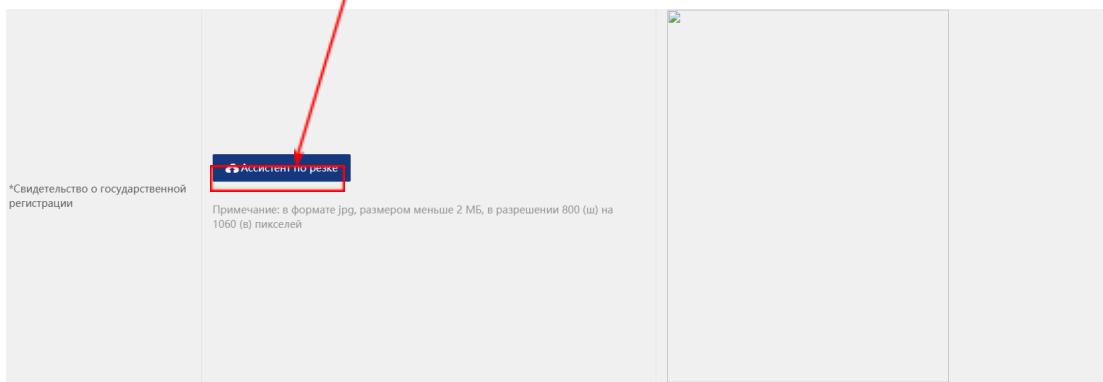 Ассистент по резке
*Свидетельство о государственной
регистрации
Примечание: в формате jpg, размером меньше 2 МБ, в разрешении 800 (ш) на
1060 (в) пикселей